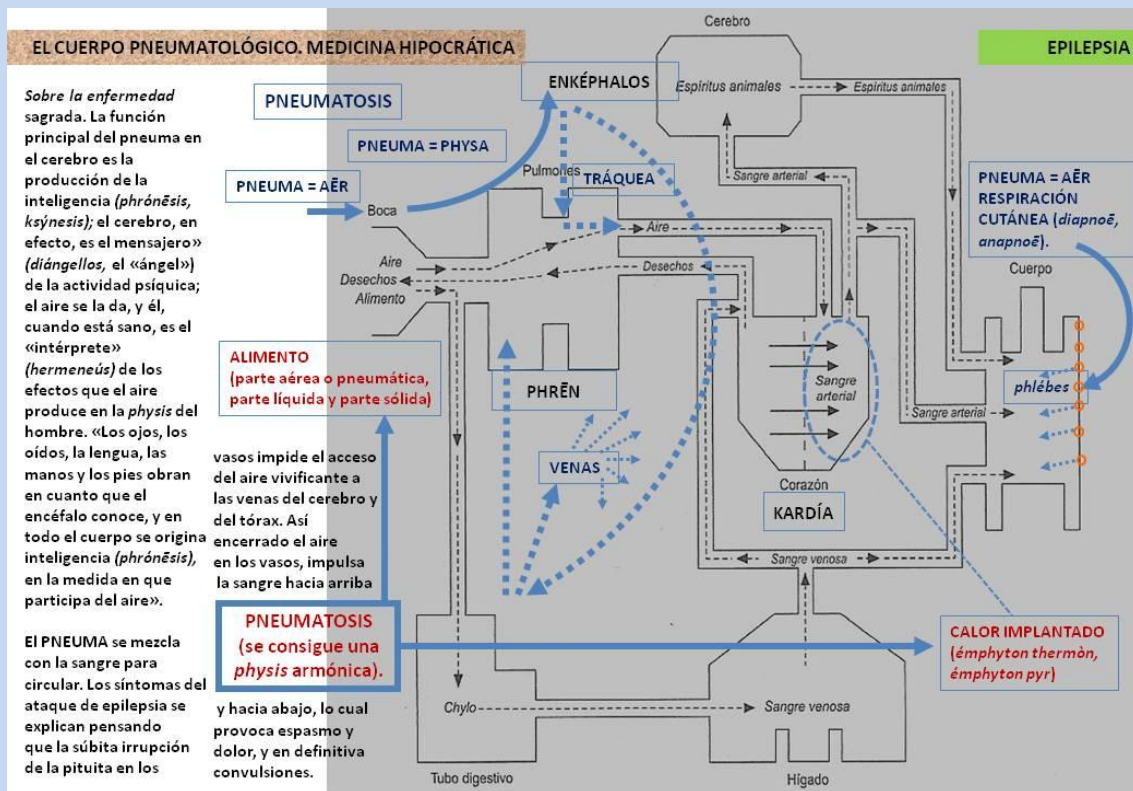 EL CUERPO PNEUMATOLÓGICO. MEDICINA HIPOCRÁTICA
EPILEPSIA
Sobre la enfermedad
sagrada. La función
principal del pneuma en
el cerebro es la
producción de la
inteligencia (phrónēsis,
ksýnesis); el cerebro, en
efecto, es el mensajero»
(diángellos, el «ángel»)
de la actividad psíquica;
el aire se la da, y él,
cuando está sano, es el
«intérprete»
(hermeneús) de los
efectos que el aire
produce en la physis del
hombre. «Los ojos, los
oídos, la lengua, las
manos y los pies obran
en cuanto que el
encéfalo conoce, y en
todo el cuerpo se origina
inteligencia (phrónēsis),
en la medida en que
participa del aire».
El PNEUMA se mezcla
con la sangre para
circular. Los síntomas del
ataque de epilepsia se
explican pensando
que la súbita irrupción
de la pituita en los
vasos impide el acceso
del aire vivificante a
las venas del cerebro y
del tórax. Así
encerrado el aire
en los vasos, impulsa
la sangre hacia arriba
y hacia abajo, lo cual
provoca espasmo y
dolor, y en definitiva
convulsiones.
PNEUMATOSIS
PNEUMA = PHYSA
PNEUMA = AĒR
Boca
Aire
Desechos
Alimento
ALIMENTO
(parte aérea o pneumática,
parte líquida y parte sólida)
PNEUMATOSIS
(se consigue una
physis armónica).
ENKÉPHALOS
Pulmones
TRÁQUEA
Aire
Desechos
PHRĒN
VENAS
Cerebro
Espíritus animales
Espíritus animales
Sangre arterial
Sangre
arterial
Corazón
KARDÍA
Sangre arterial
PNEUMA = AĒR
RESPIRACIÓN
CUTÁNEA (diapnoē,
anapnoē).
Cuerpo
phlébes
Sangre venosa
CALOR IMPLANTADO
(émphyton thermòn,
émphyton pyr)
Chylo
Tubo digestivo
Sangre venosa
Hígado